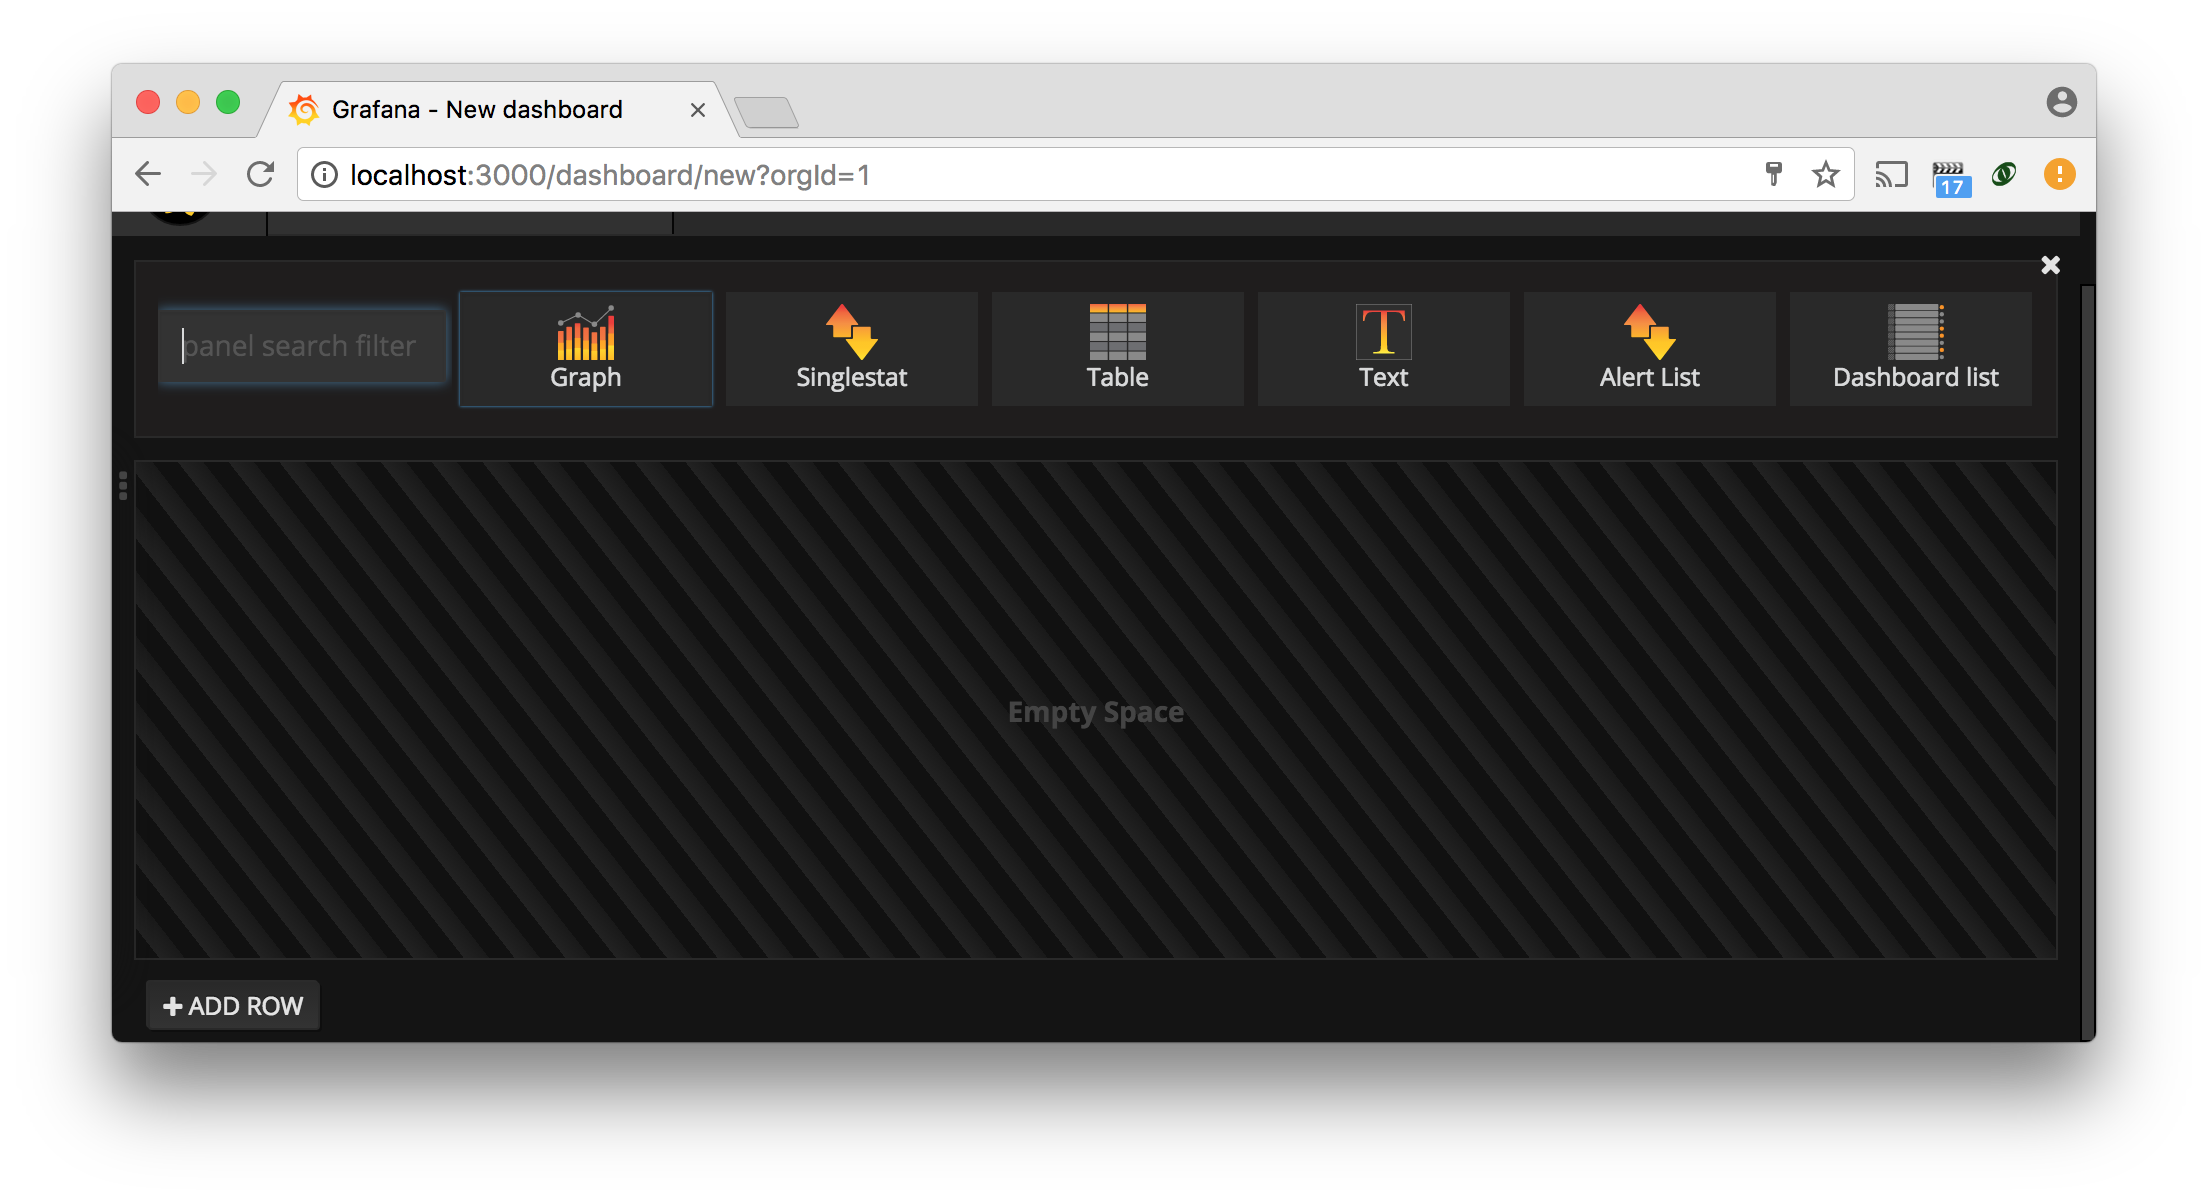 Grafana - New dashboard
localhost:3000/dashboard/new?orgId=1
17
panel search filter
Graph
Singlestat
Table
Text
Alert List
Dashboard list
Empty Space
ADD ROW